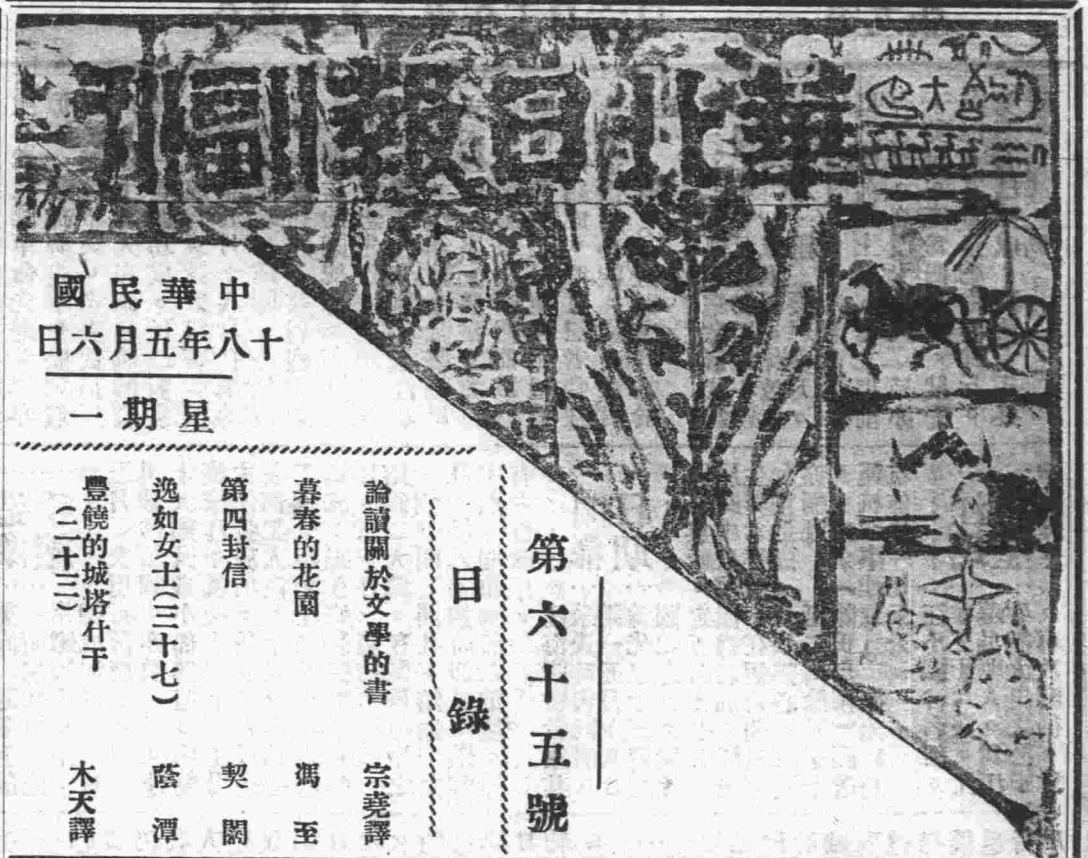 華北日報副刊
中華民國
十八年五月六日
星期一
第六十五號
目錄
論讀關於文學的書 宗堯譯
暮春的花園 馮至
第四封信 契闊
逸如女士（三十七） 蔭潭
豐饒的城塔什干
（二十三） 木天譯